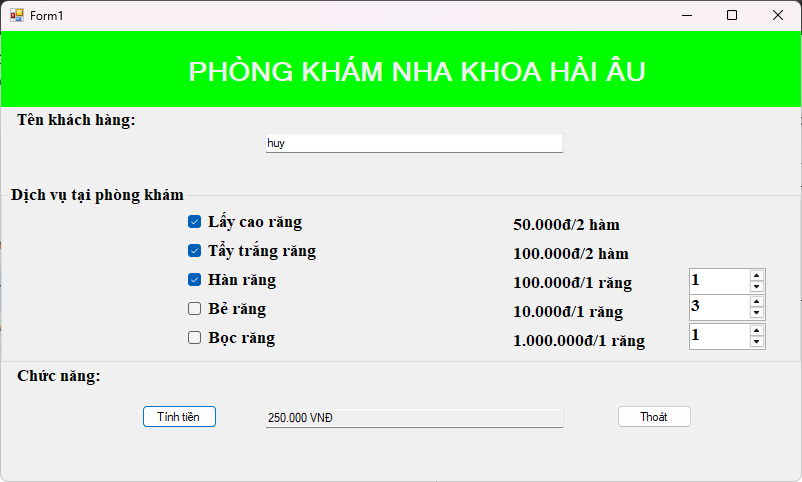 Form1
PHÒNG KHÁM NHA KHOA HẢI ÂU
Tên khách hàng:
huy
Dịch vụ tại phòng khám
Lấy cao răng 50.000đ/2 hàm
Tẩy trắng răng 100.000đ/2 hàm
Hàn răng 100.000đ/1 răng 1
Bẻ răng 10.000đ/1 răng 3
Bọc răng 1.000.000đ/1 răng 1
Chức năng:
Tính tiền 250.000 VNĐ Thoát